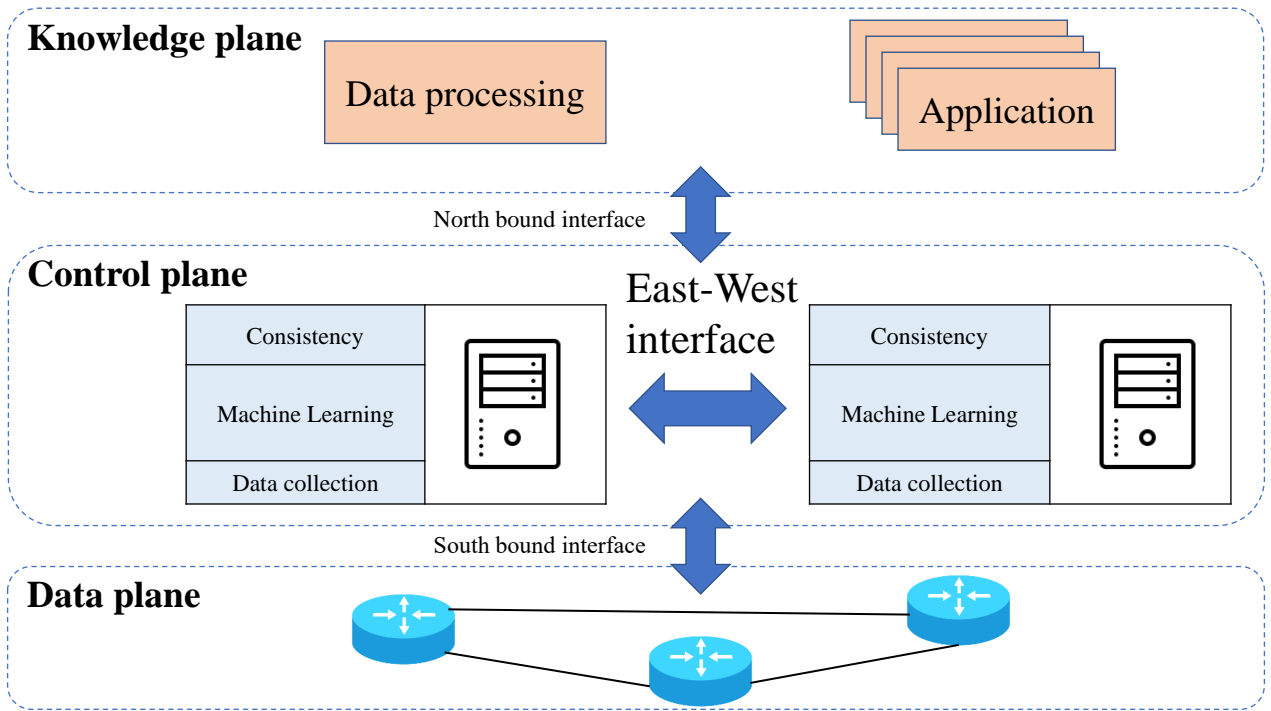 Knowledge plane
Data processing
Application
North bound interface
Control plane
East-West
interface
Consistency
Machine Learning
Data collection
Consistency
Machine Learning
Data collection
South bound interface
Data plane